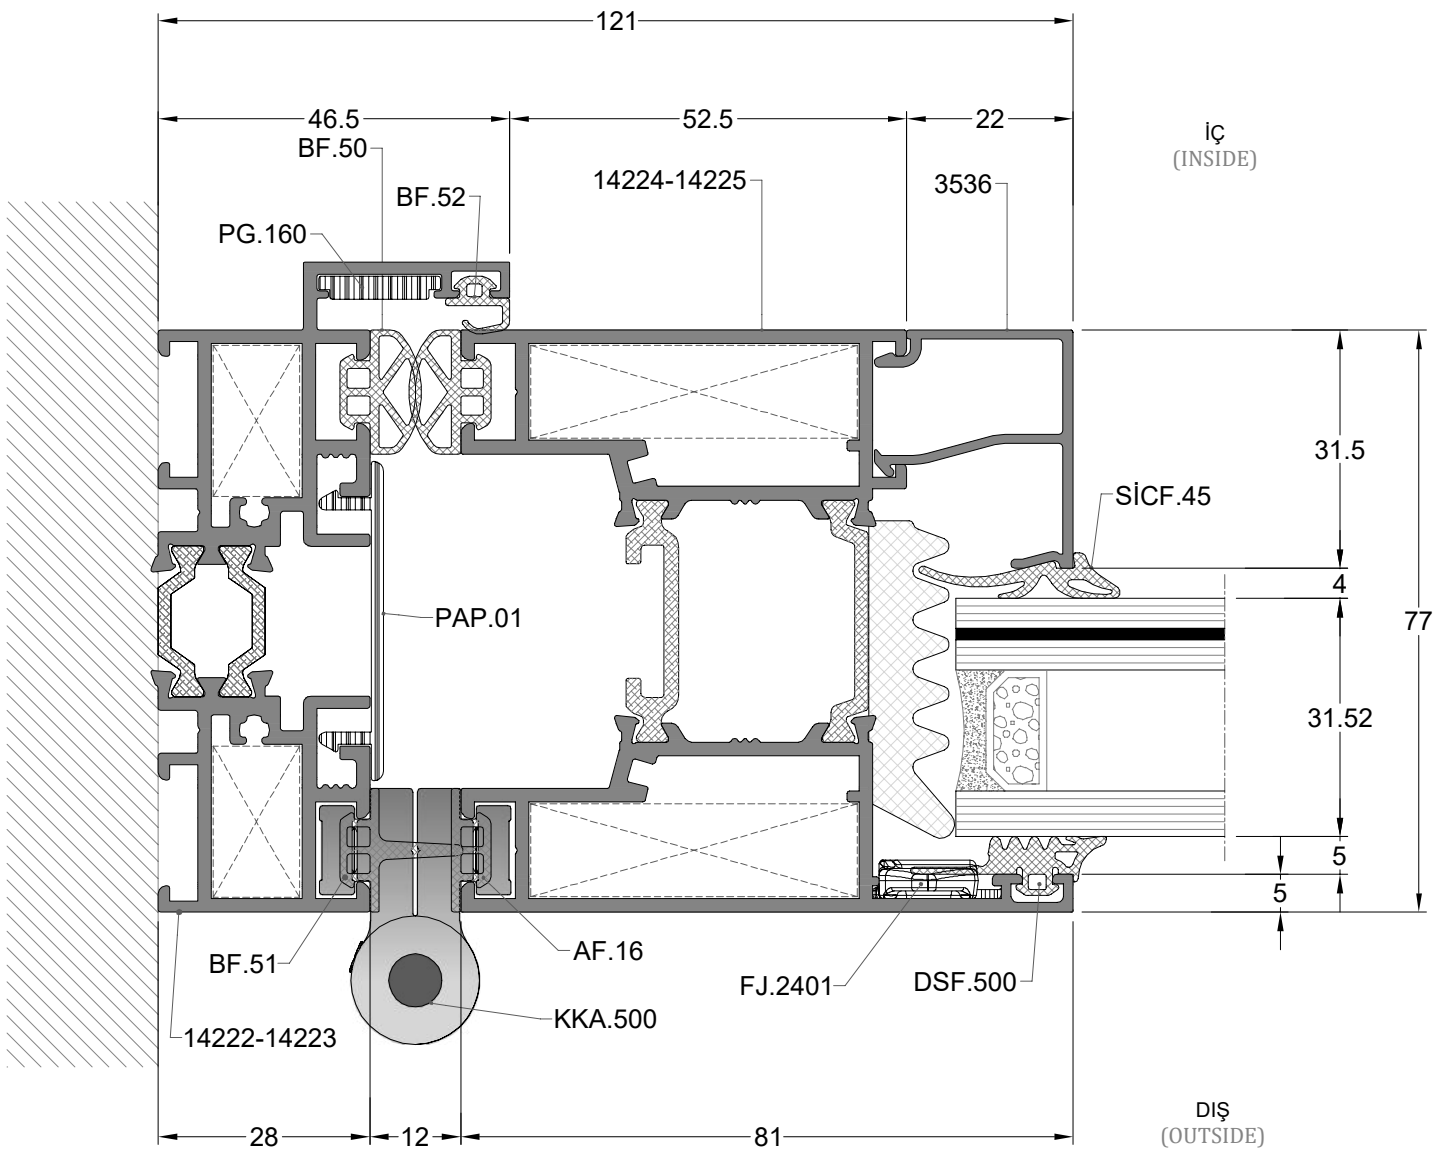 121
46.5
52.5
22
İÇ
(INSIDE)
BF.50
14224-14225
3536
BF.52
PG.160
31.5
SİCF.45
4
77
PAP.01
31.52
5
5
BF.51
AF.16
FJ.2401
DSF.500
KKA.500
14222-14223
28
12
81
DIŞ
(OUTSIDE)